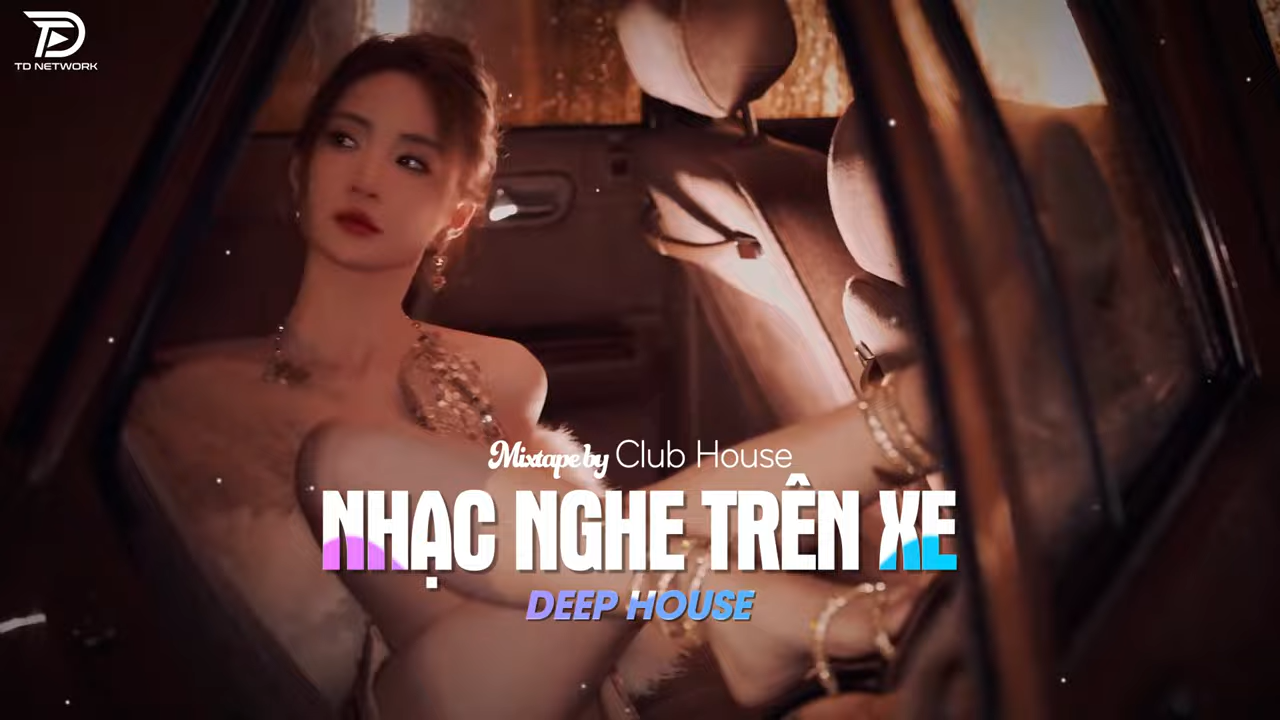 TD NETWORK
Mixtape by Club House
NHẠC NGHE TRÊN XE
DEEP HOUSE